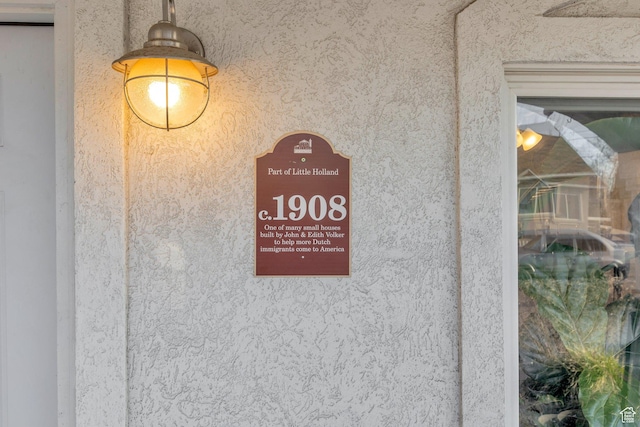 Part of Little Holland
c.1908
One of many small houses
built by John & Edith Volker
to help more Dutch
immigrants come to America